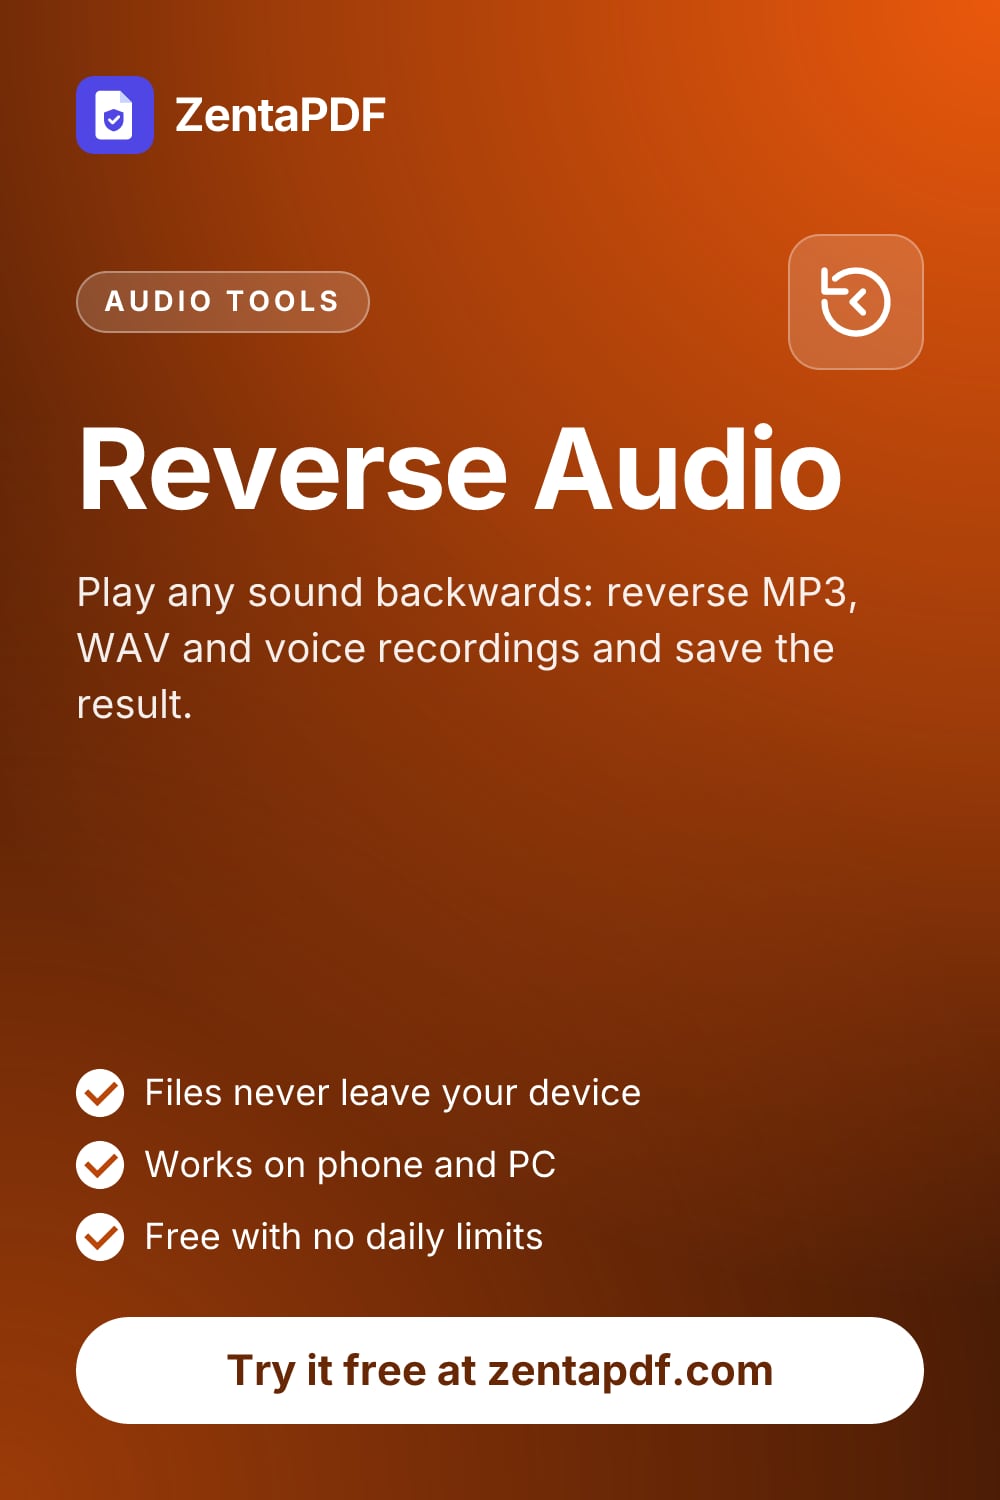 ZentaPDF
AUDIO TOOLS
Reverse Audio
Play any sound backwards: reverse MP3,
WAV and voice recordings and save the
result.
Files never leave your device
Works on phone and PC
Free with no daily limits
Try it free at zentapdf.com